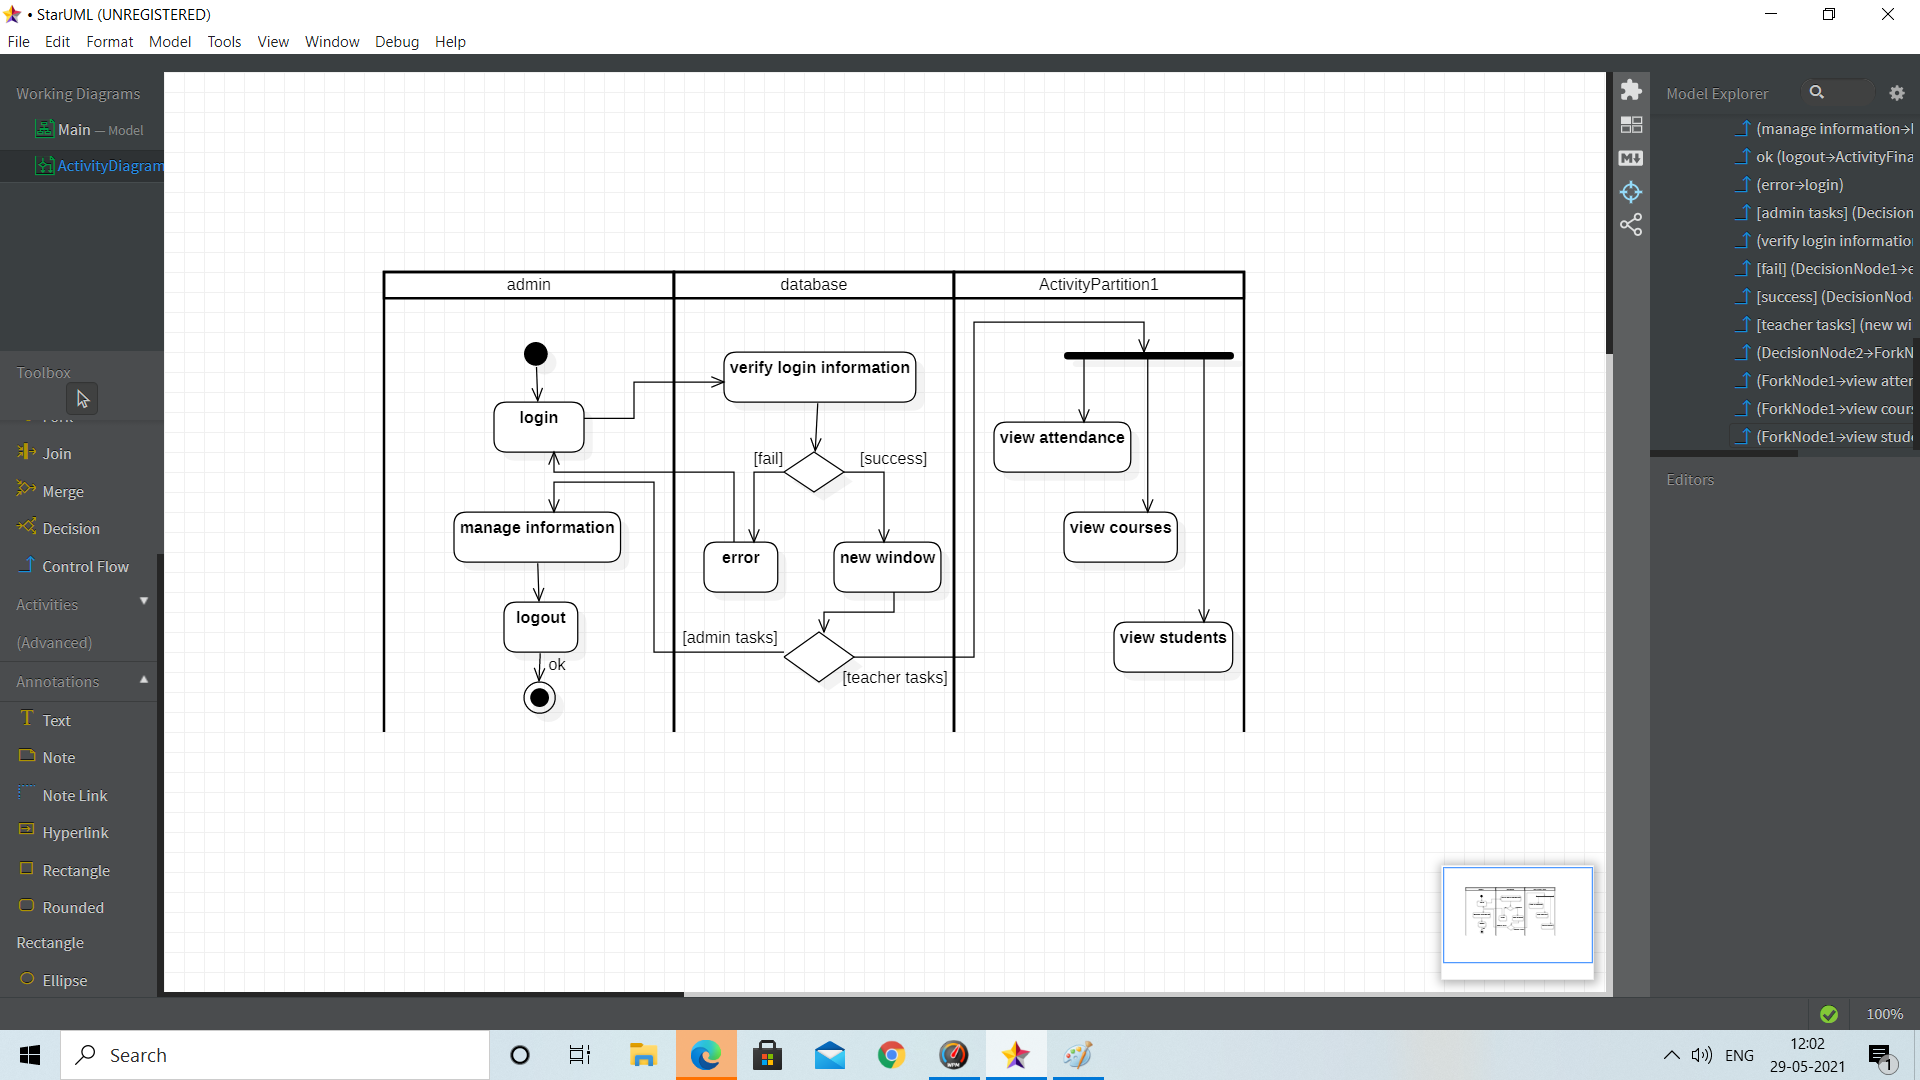 • StarUML (UNREGISTERED)
File Edit Format Model Tools View Window Debug Help
Working Diagrams
Main — Model
ActivityDiagram
Toolbox
Join
Merge
Decision
Control Flow
Activities
(Advanced)
Annotations
Text
Note
Note Link
Hyperlink
Rectangle
Rounded
Rectangle
Ellipse
admin
database
ActivityPartition1
verify login information
login
[fail]
[success]
view attendance
manage information
view courses
error
new window
logout
[admin tasks]
view students
ok
[teacher tasks]
Model Explorer
(manage information→l
ok (logout→ActivityFina
(error→login)
[admin tasks] (Decision
(verify login informatio
[fail] (DecisionNode1→e
[success] (DecisionNod
[teacher tasks] (new wi
(DecisionNode2→ForkN
(ForkNode1→view atter
(ForkNode1→view cour
(ForkNode1→view stude
Editors
100%
Search
ENG
12:02
29-05-2021
1